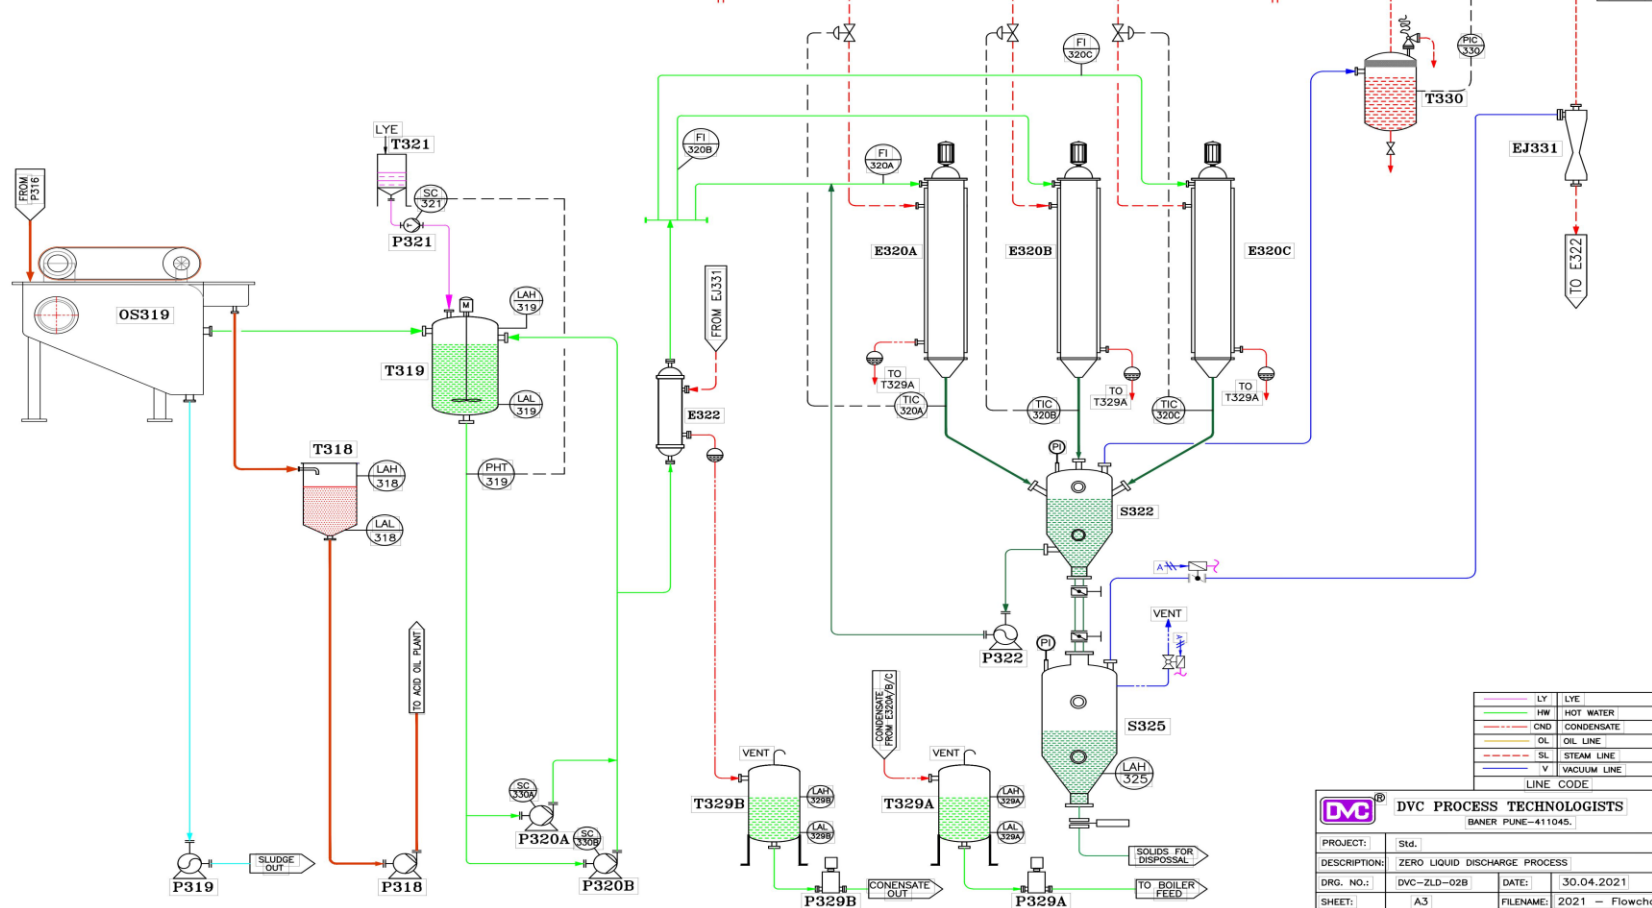 FROM
P316
OS319
LYE
T321
SC
321
P321
M
LAH
319
T319
LAL
319
PHT
319
T318
LAH
318
LAL
318
TO ACID OIL PLANT
P319
SLUDGE
OUT
P318
SC
330A
P320A
SC
330B
P320B
FROM EJ331
E322
FI
320B
FI
320A
FI
320C
E320A
E320B
E320C
TO
T329A
TO
T329A
TO
T329A
TIC
320A
TIC
320B
TIC
320C
PI
S322
P322
PI
S325
LAH
325
A
VENT
A
SOLIDS FOR
DISPOSSAL
VENT
T329B
LAH
329B
LAL
329B
P329B
CONENSATE
OUT
CONDENSATE
FROM E320A/B/C
VENT
T329A
LAH
329A
LAL
329A
P329A
TO BOILER
FEED
PIC
330
T330
EJ331
TO E322
LY LYE
HW HOT WATER
CND CONDENSATE
OL OIL LINE
SL STEAM LINE
V VACUUM LINE
LINE CODE
DVC ®
DVC PROCESS TECHNOLOGISTS
BANER PUNE-411045.
PROJECT: Std.
DESCRIPTION: ZERO LIQUID DISCHARGE PROCESS
DRG. NO.: DVC-ZLD-02B DATE: 30.04.2021
SHEET: A3 FILENAME: 2021 - Flowche